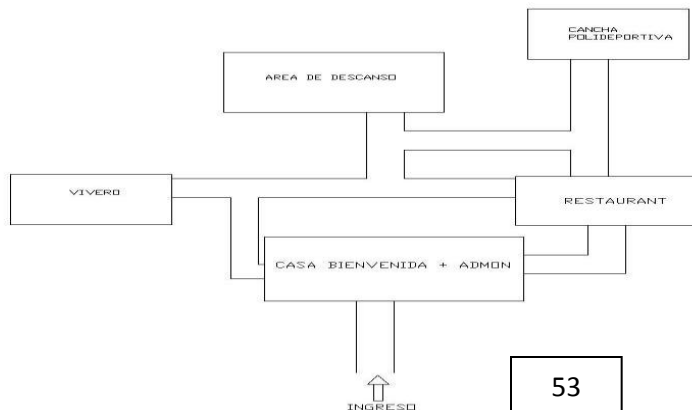 CANCHA
POLIDEPORTIVA
AREA DE DESCANSO
VIVERO
RESTAURANT
CASA BIENVENIDA + ADMON
INGRESO
53